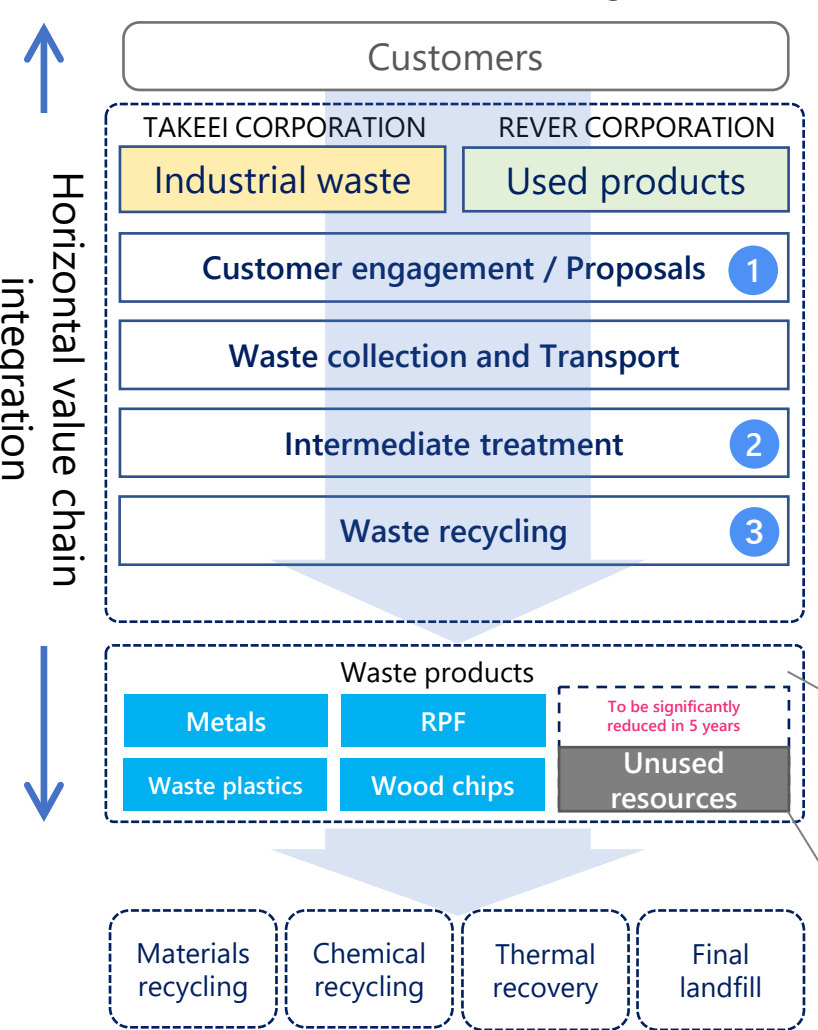 Customers
TAKEEI CORPORATION
REVER CORPORATION
Industrial waste
Used products
Customer engagement / Proposals
1
Waste collection and Transport
Intermediate treatment
2
Waste recycling
3
Horizontal value chain
inteqration
Waste products
Metals
RPF
To be significantly
reduced in 5 years
Waste plastics
Wood chips
Unused
resources
Materials
recycling
Chemical
recycling
Thermal
recovery
Final
landfill